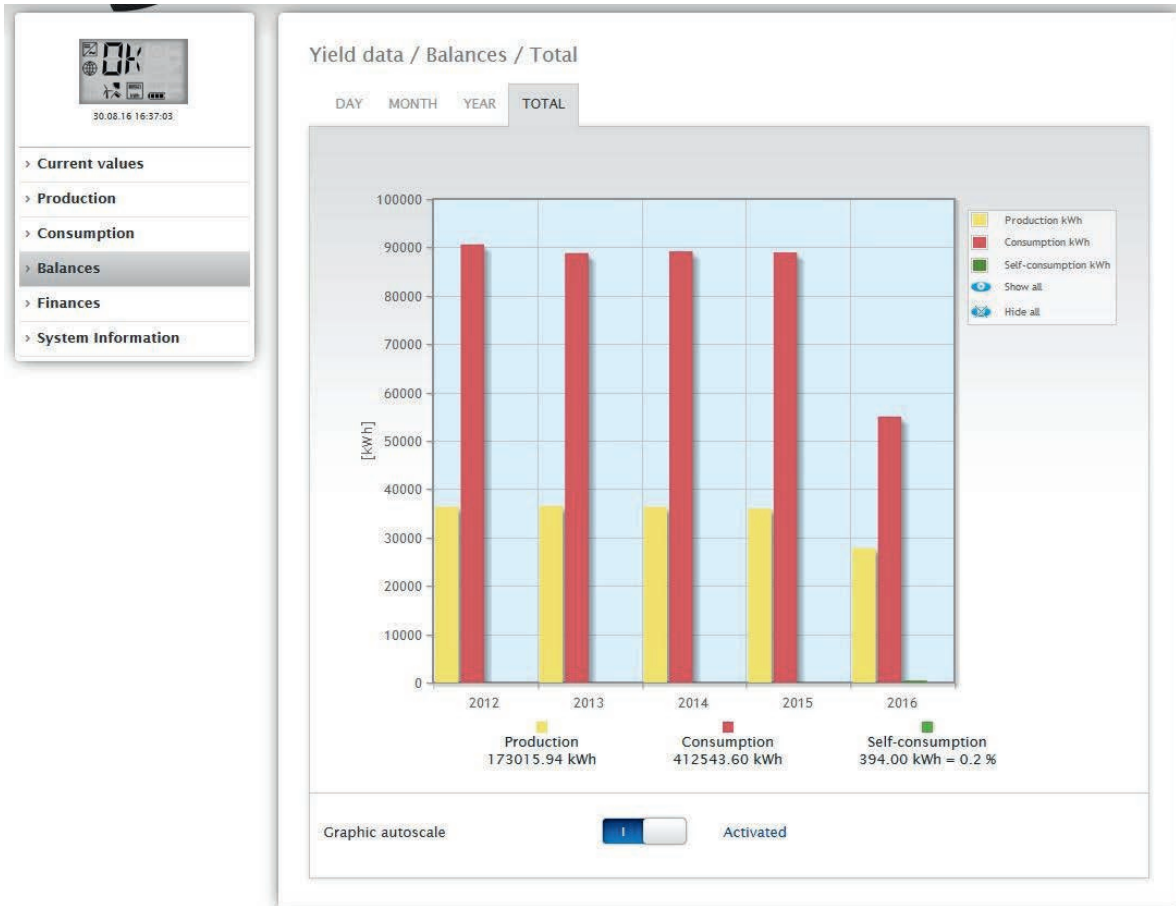 OK
30.08.16 16:37:03
› Current values
› Production
› Consumption
› Balances
› Finances
› System Information
Yield data / Balances / Total
DAY MONTH YEAR TOTAL
100000
90000
80000
70000
60000
50000
40000
30000
20000
10000
0
[kWh]
2012 2013 2014 2015 2016
Production kWh
Consumption kWh
Self-consumption kWh
Show all
Hide all
Production
173015.94 kWh
Consumption
412543.60 kWh
Self-consumption
394.00 kWh = 0.2 %
Graphic autoscale I Activated